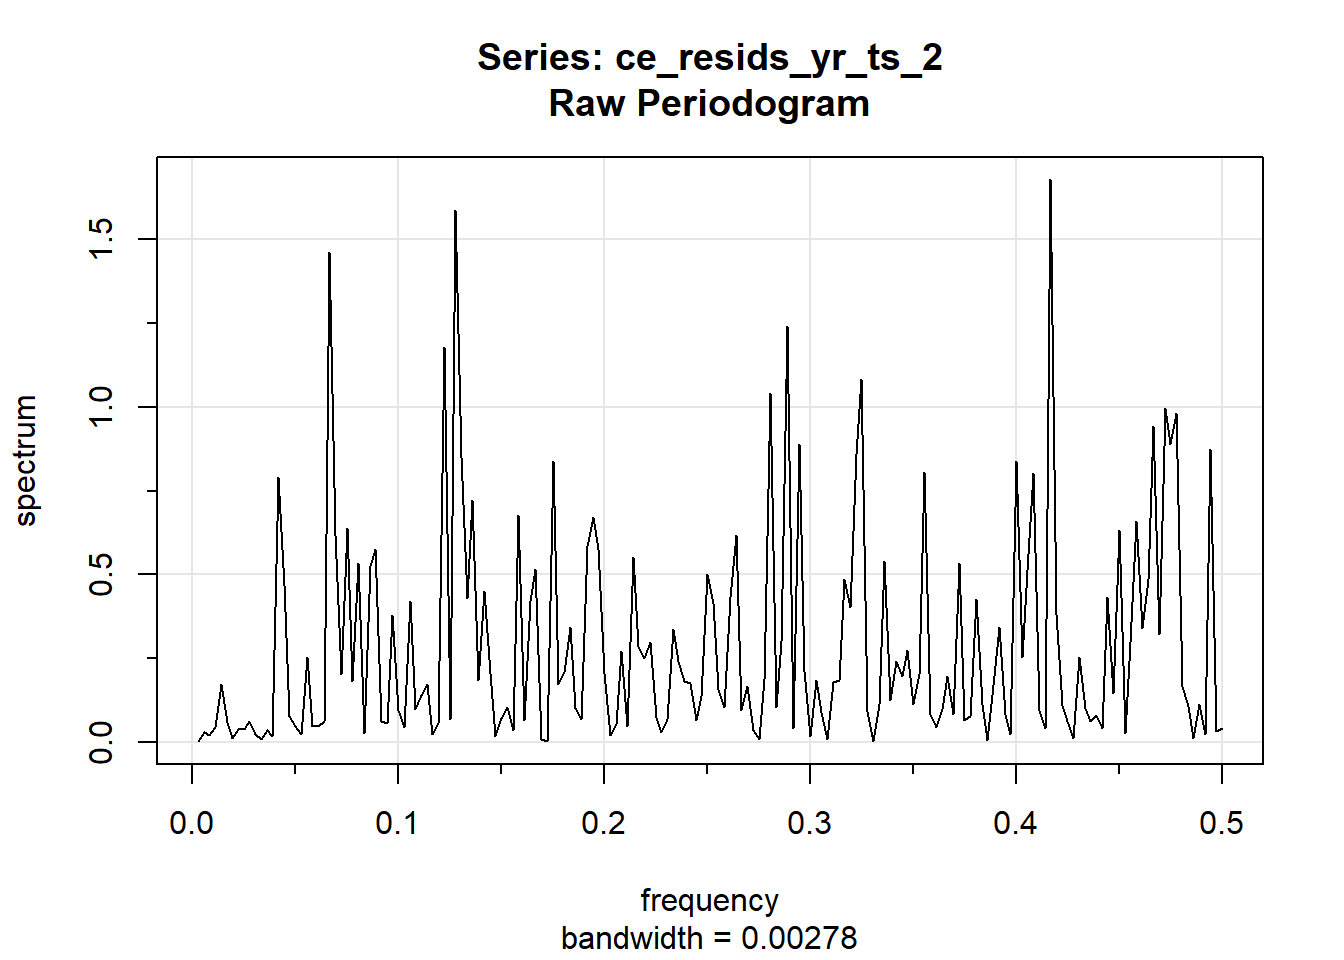 Series: ce_resids_yr_ts_2
Raw Periodogram
spectrum
1.5
1.0
0.5
0.0
0.0 0.1 0.2 0.3 0.4 0.5
frequency
bandwidth = 0.00278